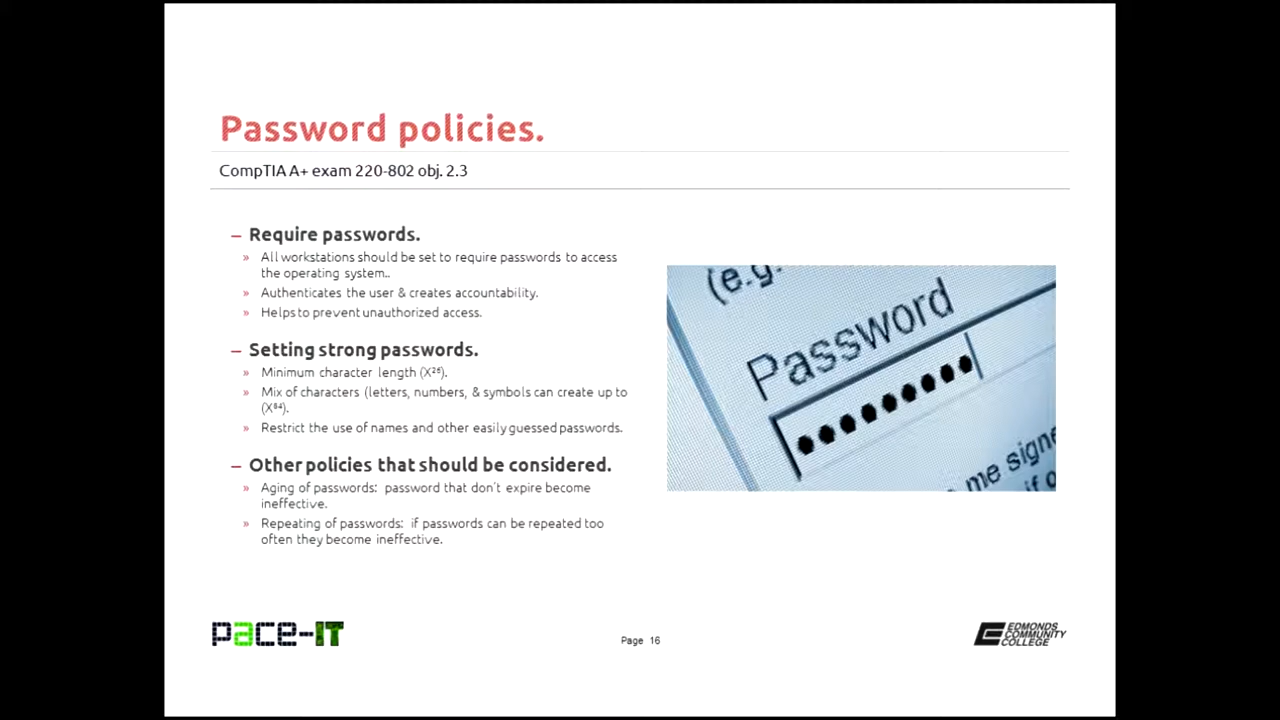 Password policies.
CompTIA A+ exam 220-802 obj. 2.3
– Require passwords.
» All workstations should be set to require passwords to access
the operating system..
» Authenticates the user & creates accountability.
» Helps to prevent unauthorized access.
– Setting strong passwords.
» Minimum character length (X²⁶).
» Mix of characters (letters, numbers, & symbols can create up to
(X⁸⁴).
» Restrict the use of names and other easily guessed passwords.
– Other policies that should be considered.
» Aging of passwords: password that don't expire become
ineffective.
» Repeating of passwords: if passwords can be repeated too
often they become ineffective.
(e.g.
Password
me signe
if o
pace-IT
Page 16
EDMONDS
COMMUNITY
COLLEGE